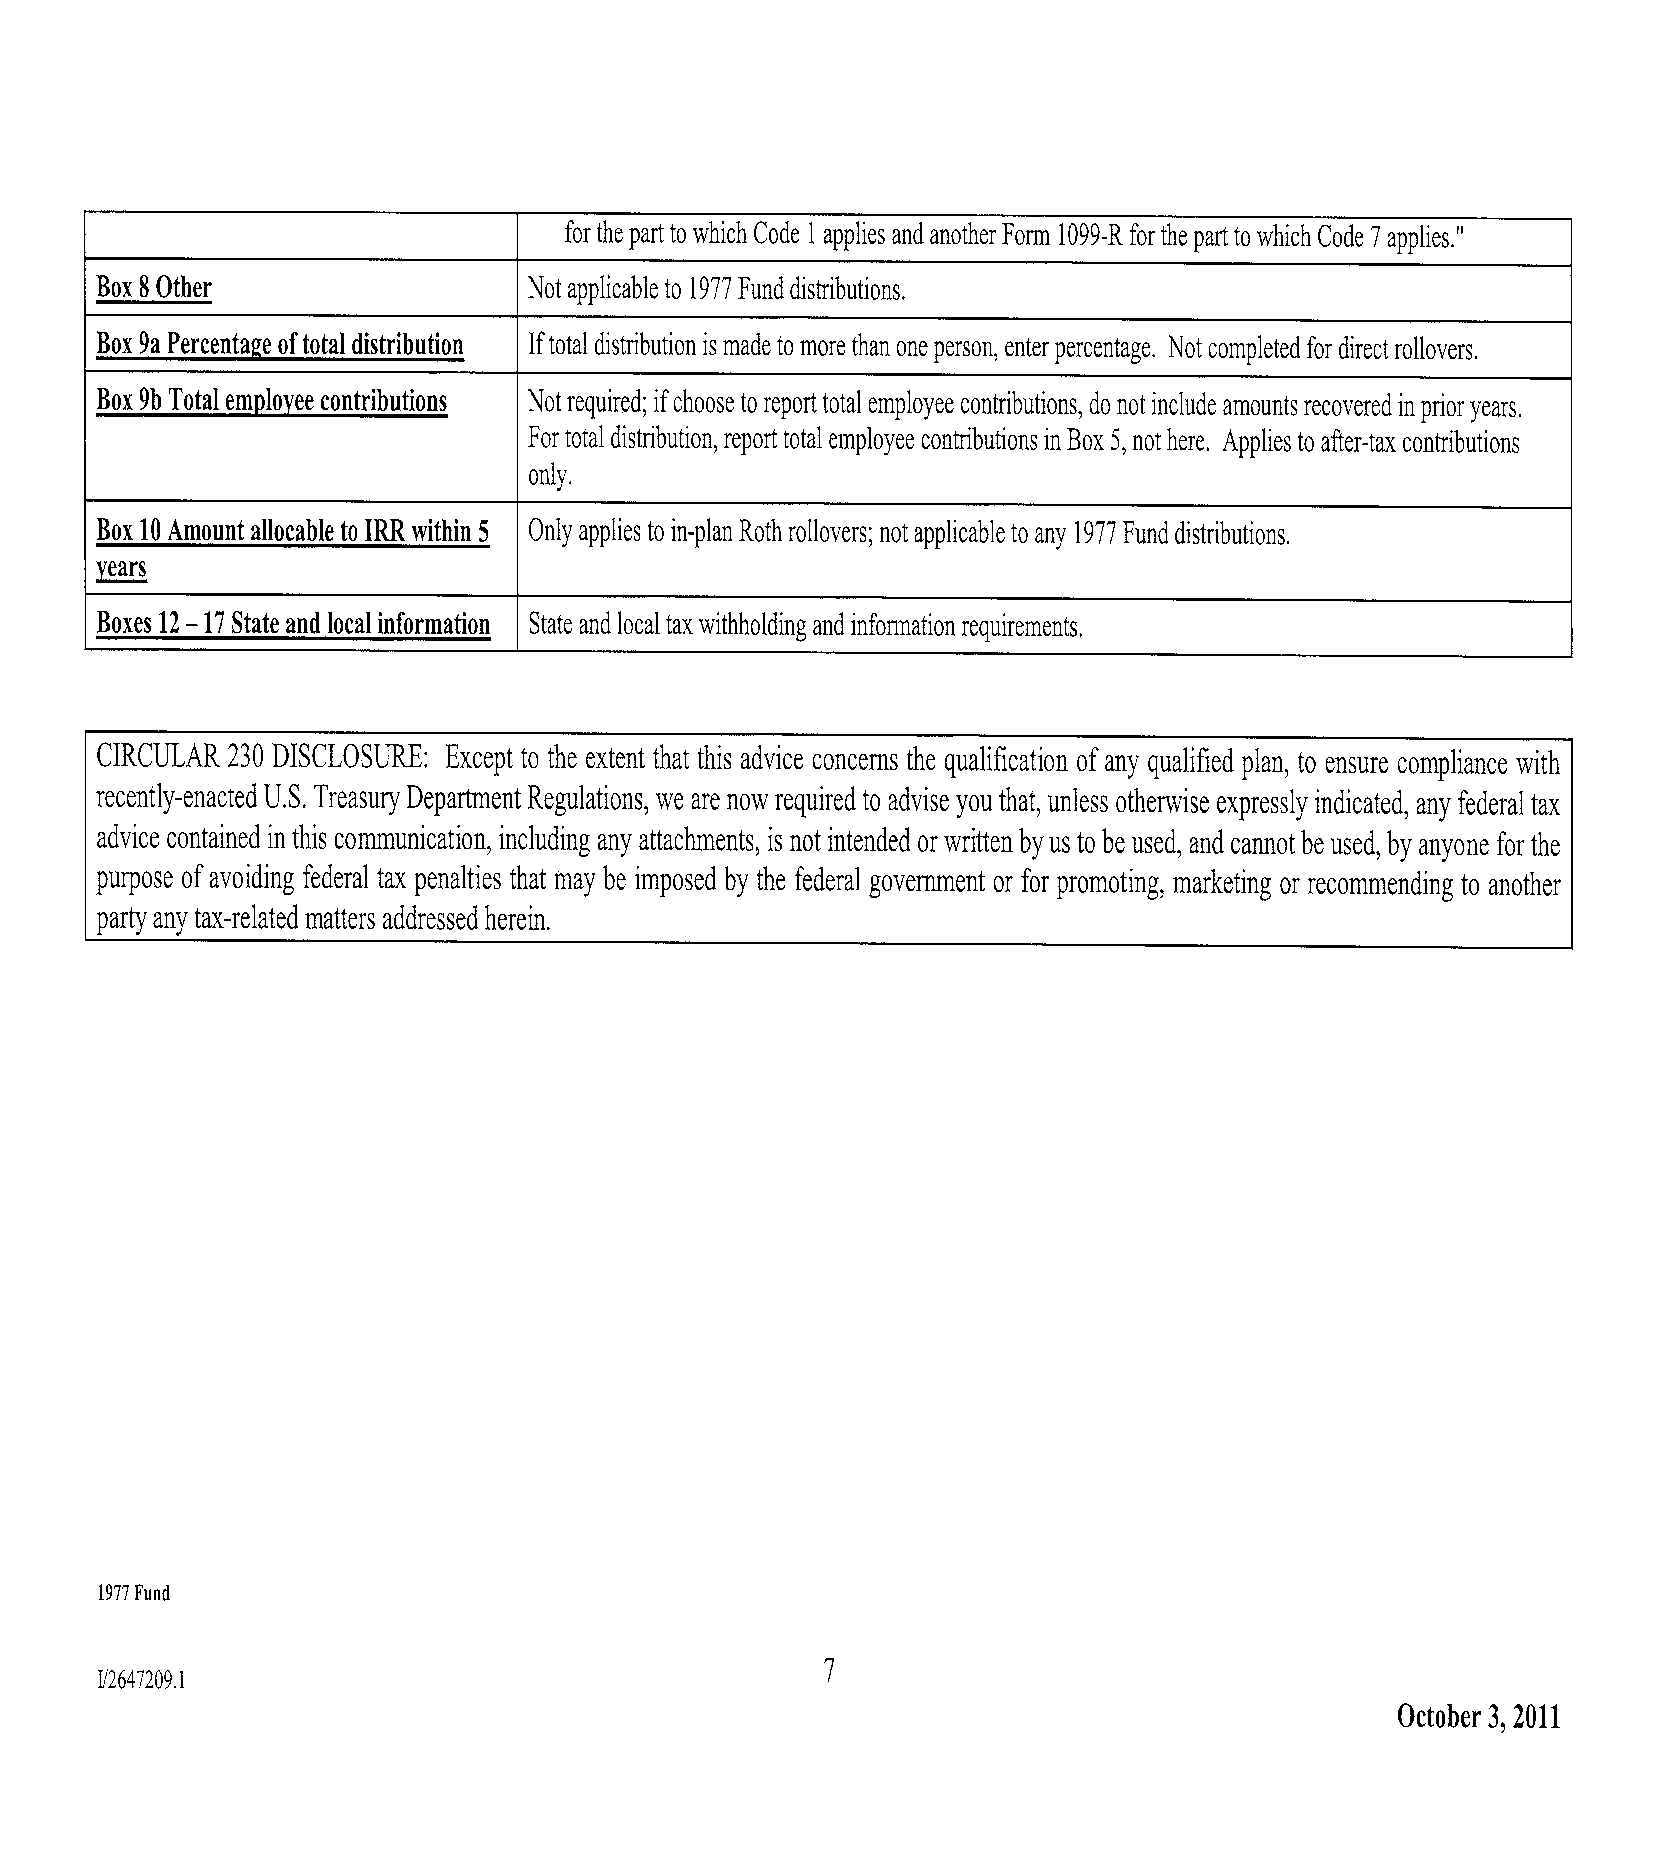 for the part to which Code 1 applies and another Form 1099-R for the part to which Code 7 applies."
Box 8 Other
Not applicable to 1977 Fund distributions.
Box 9a Percentage of total distribution
If total distribution is made to more than one person, enter percentage. Not completed for direct rollovers.
Box 9b Total employee contributions
Not required; if choose to report total employee contributions, do not include amounts recovered in prior years.
For total distribution, report total employee contributions in Box 5, not here. Applies to after-tax contributions
only.
Box 10 Amount allocable to IRR within 5
years
Only applies to in-plan Roth rollovers; not applicable to any 1977 Fund distributions.
Boxes 12 – 17 State and local information
State and local tax withholding and information requirements.
CIRCULAR 230 DISCLOSURE: Except to the extent that this advice concerns the qualification of any qualified plan, to ensure compliance with
recently-enacted U.S. Treasury Department Regulations, we are now required to advise you that, unless otherwise expressly indicated, any federal tax
advice contained in this communication, including any attachments, is not intended or written by us to be used, and cannot be used, by anyone for the
purpose of avoiding federal tax penalties that may be imposed by the federal government or for promoting, marketing or recommending to another
party any tax-related matters addressed herein.
1977 Fund
I/2647209.1
7
October 3, 2011